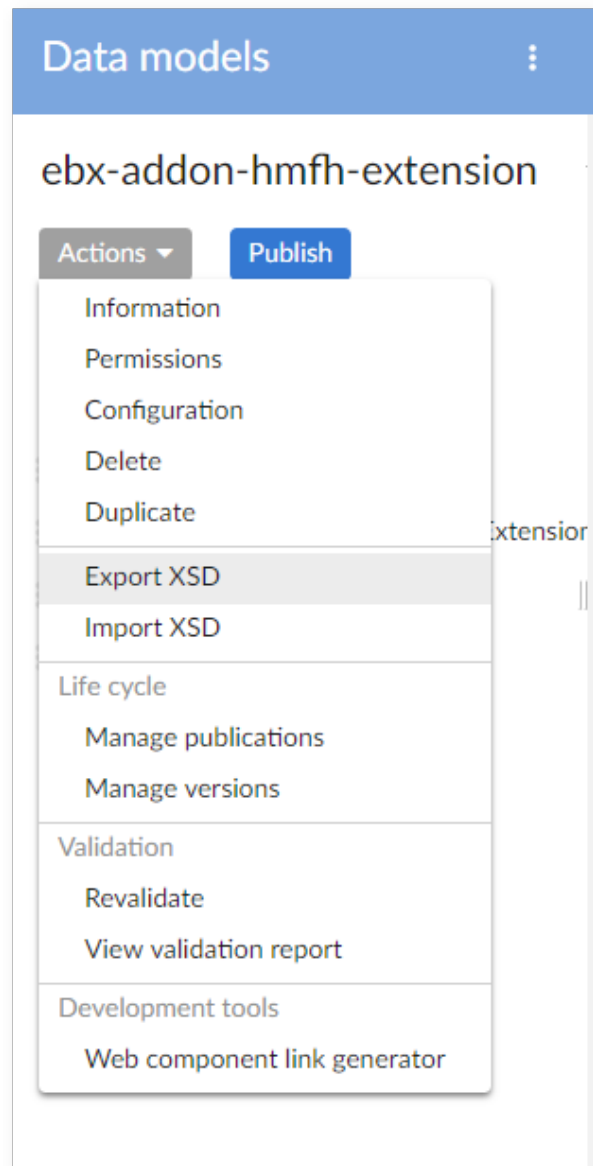 Data models
ebx-addon-hmfh-extension
Actions Publish
Information
Permissions
Configuration
Delete
Duplicate
Extension
Export XSD
Import XSD
Life cycle
Manage publications
Manage versions
Validation
Revalidate
View validation report
Development tools
Web component link generator